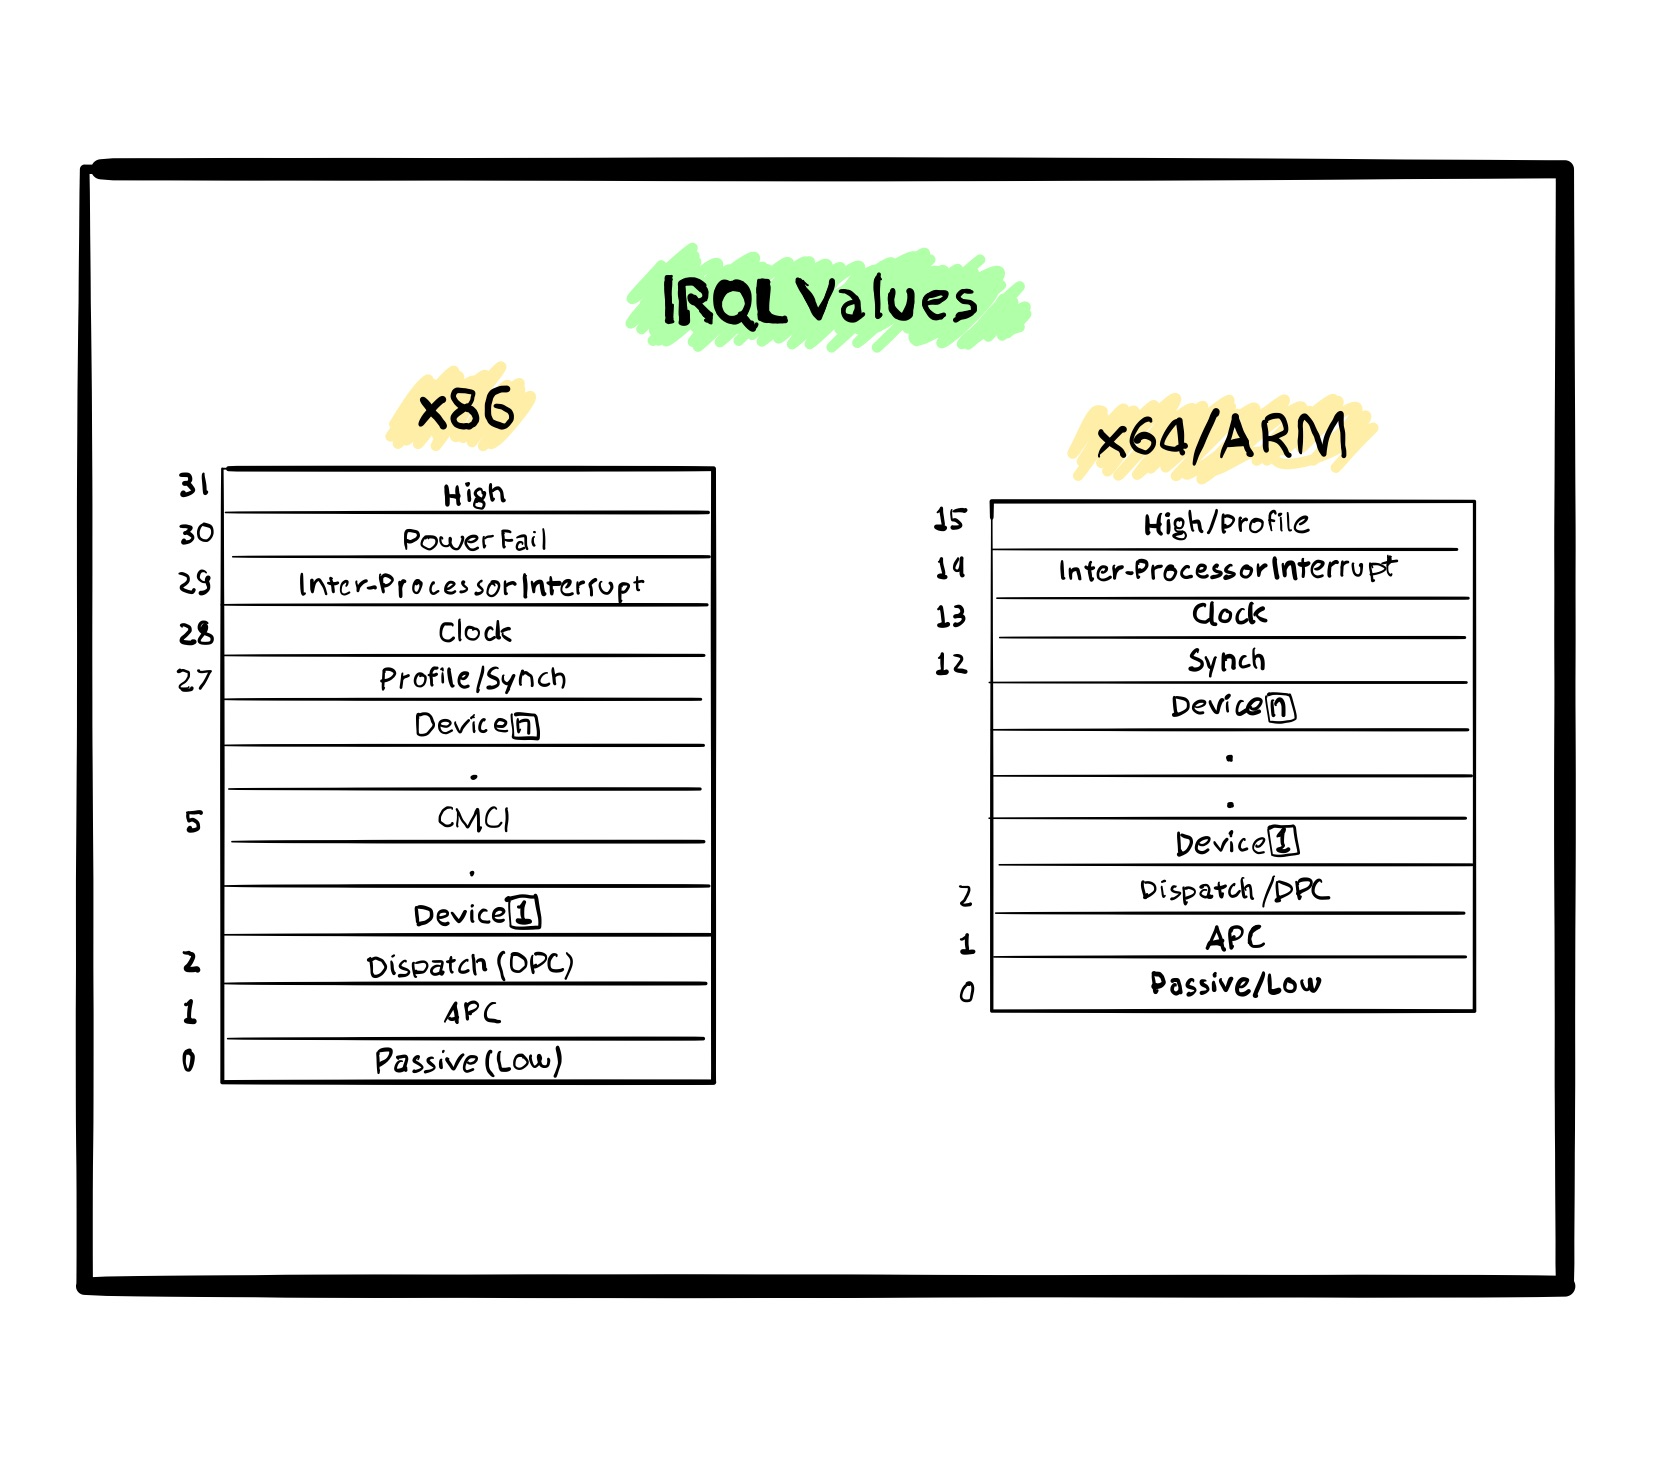 IRQL Values
x86
31 High
30 Power Fail
29 Inter-Processor Interrupt
28 Clock
27 Profile/Synch
Device n
.
5 CMCI
.
Device 1
2 Dispatch (DPC)
1 APC
0 Passive (Low)
x64/ARM
15 High/Profile
14 Inter-Processor Interrupt
13 Clock
12 Synch
Device n
.
.
Device 1
2 Dispatch/DPC
1 APC
0 Passive/Low